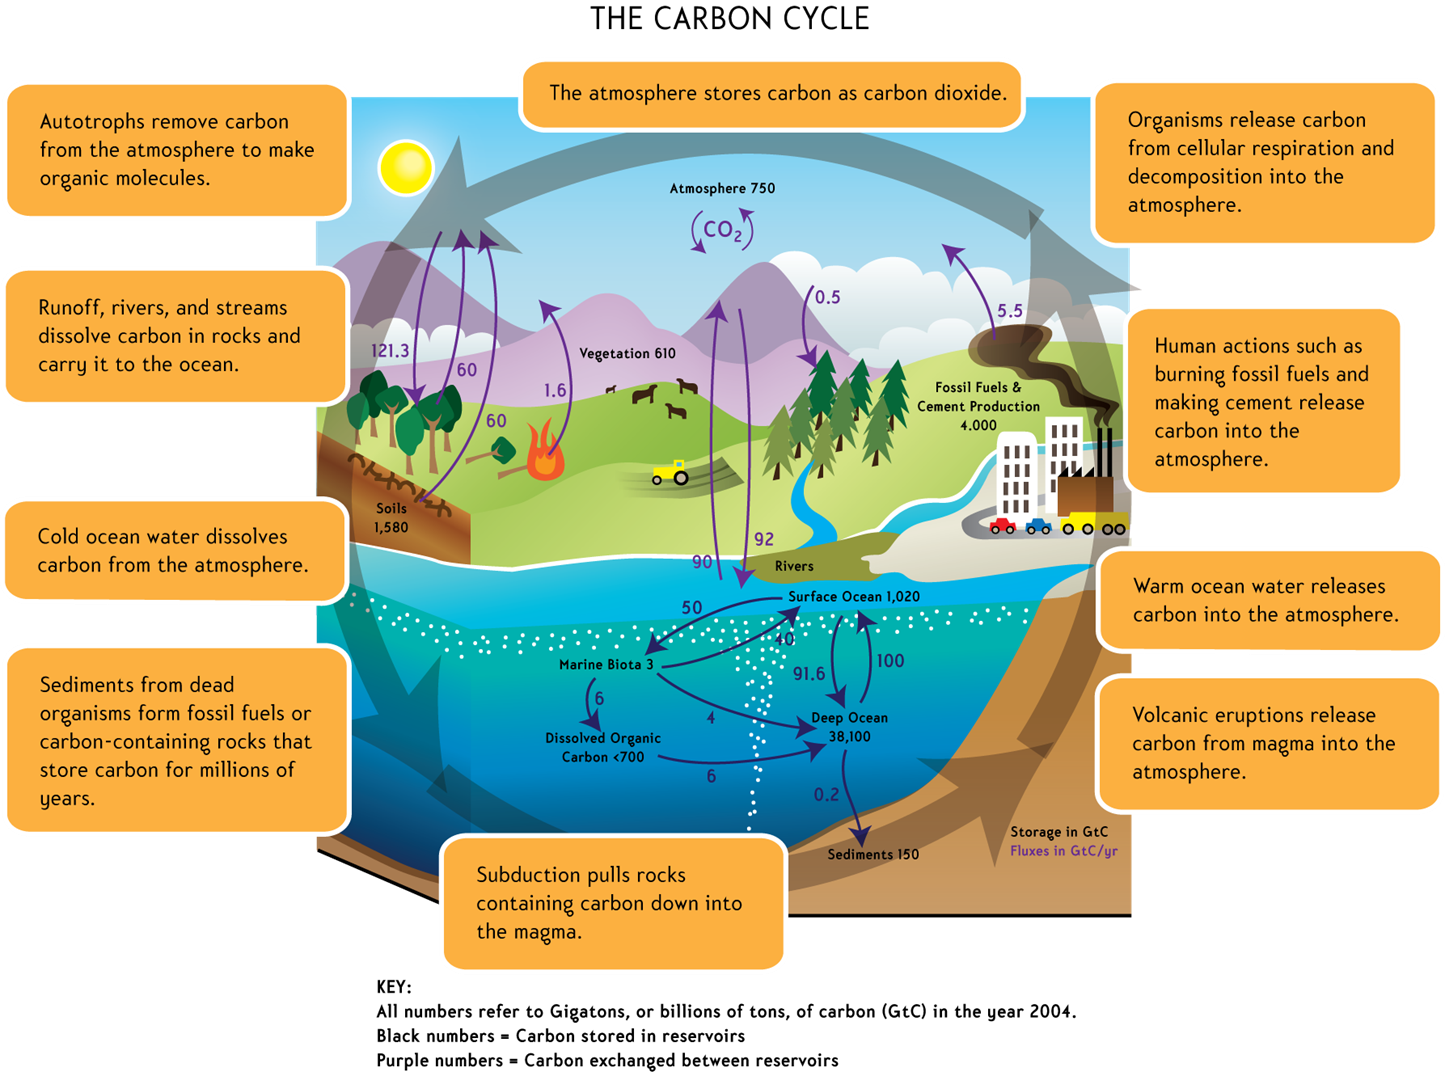 THE CARBON CYCLE
The atmosphere stores carbon as carbon dioxide.
Autotrophs remove carbon
from the atmosphere to make
organic molecules.
Organisms release carbon
from cellular respiration and
decomposition into the
atmosphere.
Runoff, rivers, and streams
dissolve carbon in rocks and
carry it to the ocean.
Human actions such as
burning fossil fuels and
making cement release
carbon into the
atmosphere.
Cold ocean water dissolves
carbon from the atmosphere.
Warm ocean water releases
carbon into the atmosphere.
Sediments from dead
organisms form fossil fuels or
carbon-containing rocks that
store carbon for millions of
years.
Volcanic eruptions release
carbon from magma into the
atmosphere.
Subduction pulls rocks
containing carbon down into
the magma.
Atmosphere 750
CO2
0.5
5.5
121.3
60
60
1.6
Vegetation 610
Fossil Fuels &
Cement Production
4.000
Soils
1,580
90
92
Rivers
Surface Ocean 1,020
50
40
Marine Biota 3
91.6
100
6
4
Deep Ocean
38,100
Dissolved Organic
Carbon <700
6
0.2
Sediments 150
Storage in GtC
Fluxes in GtC/yr
KEY:
All numbers refer to Gigatons, or billions of tons, of carbon (GtC) in the year 2004.
Black numbers = Carbon stored in reservoirs
Purple numbers = Carbon exchanged between reservoirs